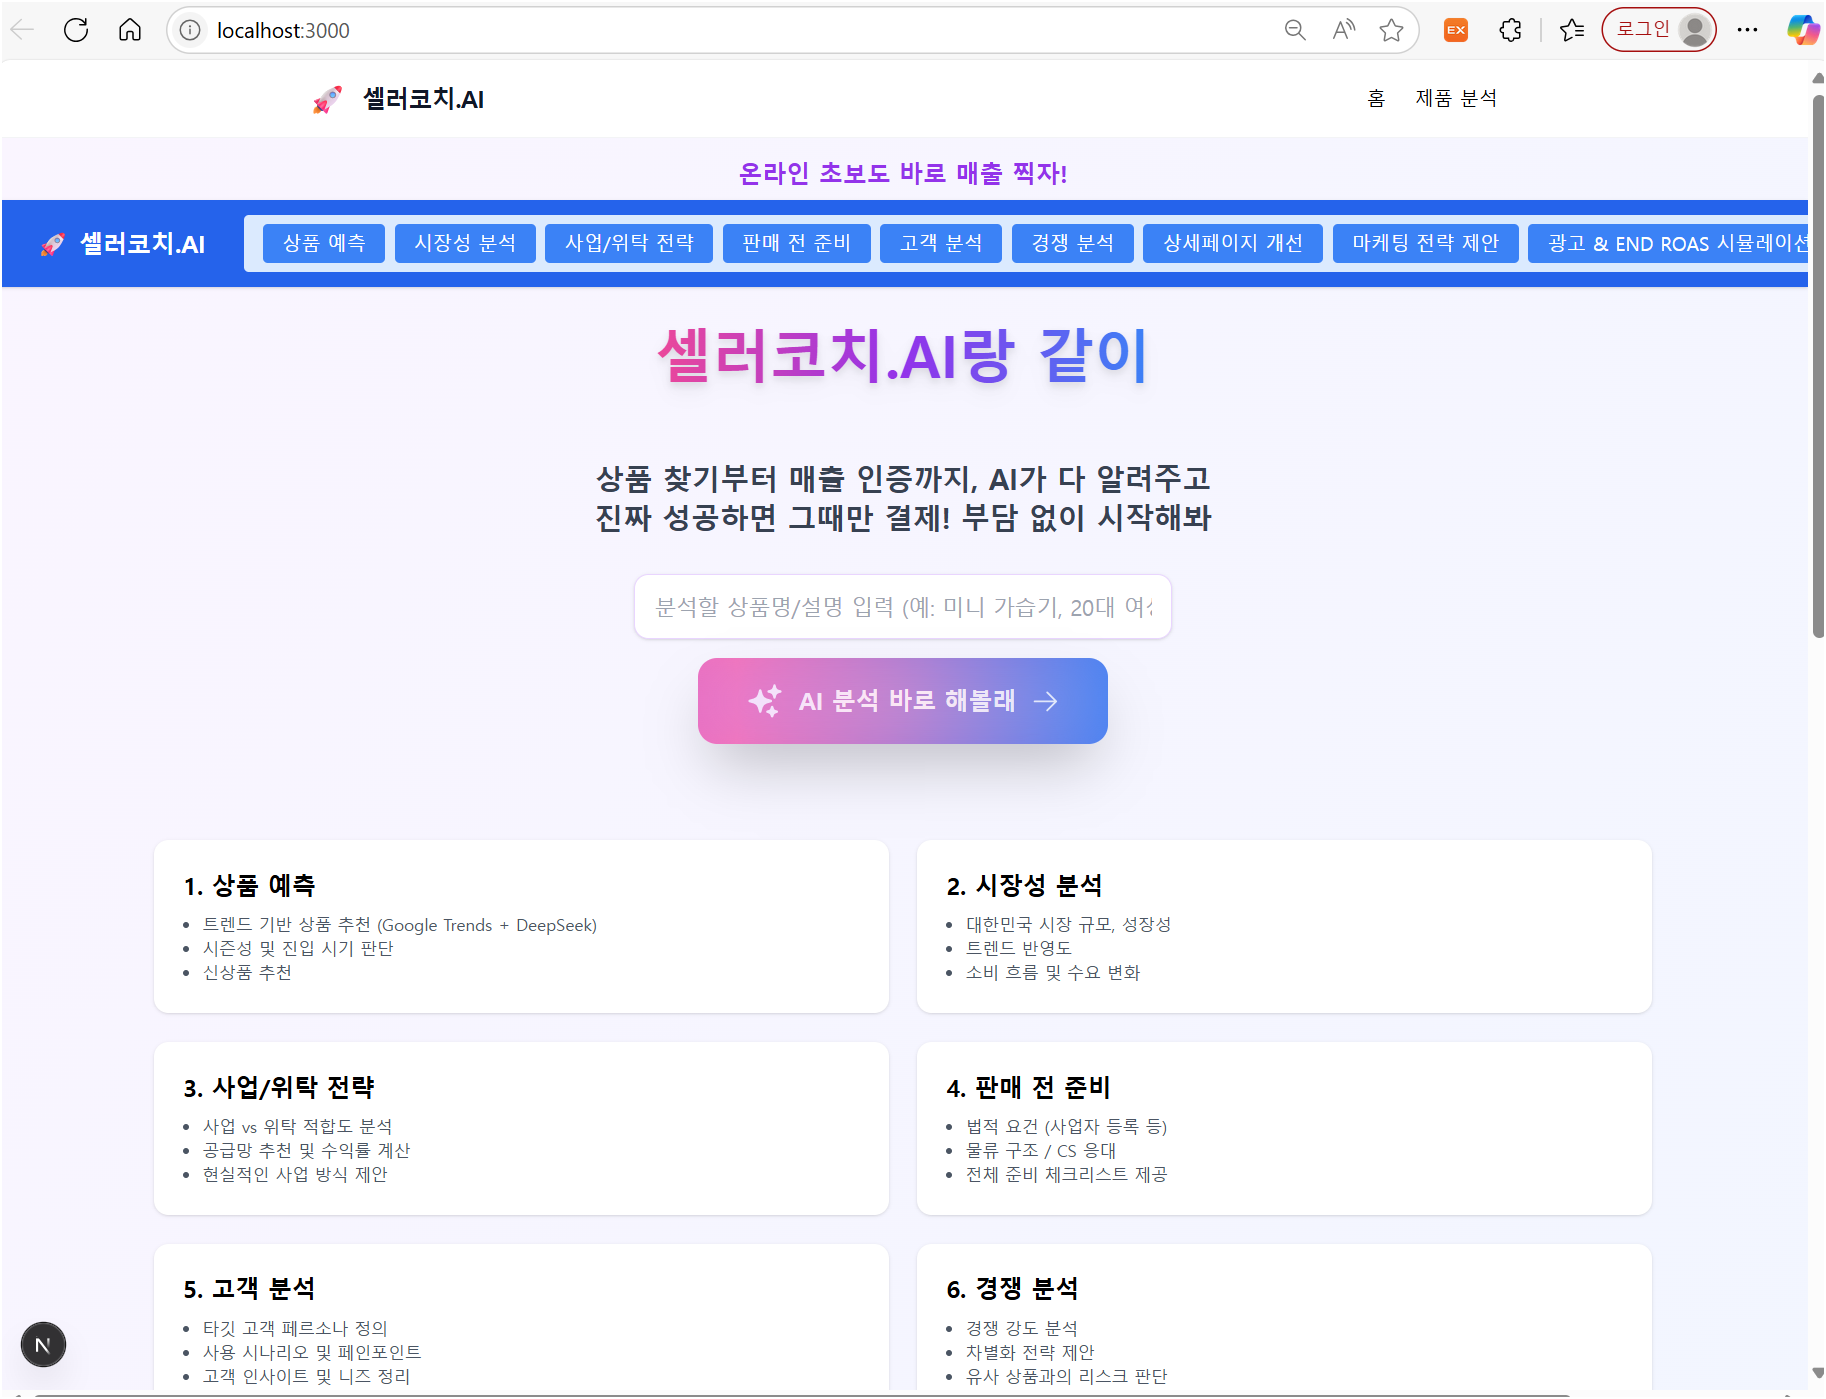 localhost:3000
EX
로그인
셀러코치.AI
홈 제품 분석
온라인 초보도 바로 매출 찍자!
셀러코치.AI
상품 예측
시장성 분석
사업/위탁 전략
판매 전 준비
고객 분석
경쟁 분석
상세페이지 개선
마케팅 전략 제안
광고 & END ROAS 시뮬레이션
셀러코치.AI랑 같이
상품 찾기부터 매출 인증까지, AI가 다 알려주고
진짜 성공하면 그때만 결제! 부담 없이 시작해봐
분석할 상품명/설명 입력 (예: 미니 가습기, 20대
AI 분석 바로 해볼래
1. 상품 예측
• 트렌드 기반 상품 추천 (Google Trends + DeepSeek)
• 시즌성 및 진입 시기 판단
• 신상품 추천
2. 시장성 분석
• 대한민국 시장 규모, 성장성
• 트렌드 반영도
• 소비 흐름 및 수요 변화
3. 사업/위탁 전략
• 사업 vs 위탁 적합도 분석
• 공급망 추천 및 수익률 계산
• 현실적인 사업 방식 제안
4. 판매 전 준비
• 법적 요건 (사업자 등록 등)
• 물류 구조 / CS 응대
• 전체 준비 체크리스트 제공
5. 고객 분석
• 타깃 고객 페르소나 정의
• 사용 시나리오 및 페인포인트
• 고객 인사이트 및 니즈 정리
6. 경쟁 분석
• 경쟁 강도 분석
• 차별화 전략 제안
• 유사 상품과의 리스크 판단
N